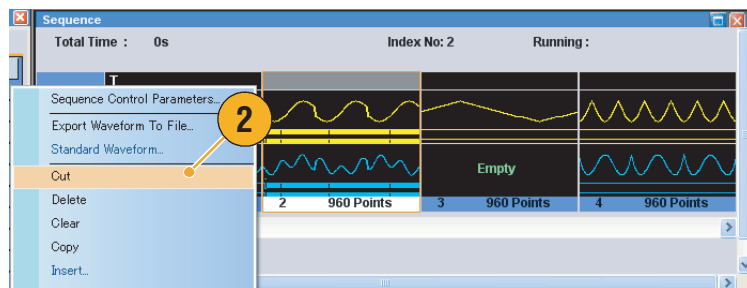 Sequence
Total Time : 0s Index No: 2 Running :
T
Sequence Control Parameters...
Export Waveform To File...
2
Standard Waveform...
Cut
Empty
Delete
2 960 Points 3 960 Points 4 960 Points
Clear
Copy
Insert...